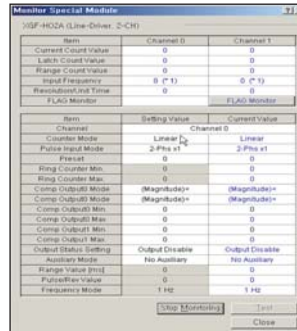 Monitor Special Module
XGF-HO2A (Line-Driver, 2-CH)
Item Channel 0 Channel 1
Current Count Value 0 0
Latch Count Value 0 0
Range Count Value 0 0
Input Frequency 0 (* 1) 0 (* 1)
Resolution/Unit Time 0 0
FLAG Monitor FLAG Monitor
Item Setting Value Current Value
Channel Channel 0
Counter Mode Linear Linear
Pulse Input Mode 2-Phs x1 2-Phs x1
Preset 0 0
Ring Counter Min. 0 0
Ring Counter Max. 0 0
Comp Output0 Mode (Magnitude)= (Magnitude)=
Comp Output1 Mode (Magnitude)= (Magnitude)=
Comp Output0 Min. 0 0
Comp Output0 Max. 0 0
Comp Output1 Min. 0 0
Comp Output1 Max. 0 0
Output Status Setting Output Disable Output Disable
Auxiliary Mode No Auxiliary No Auxiliary
Range Value [ms] 0 0
Pulse/Rev Value 0 0
Frequency Mode 1 Hz 1 Hz
Stop Monitoring Test
Close